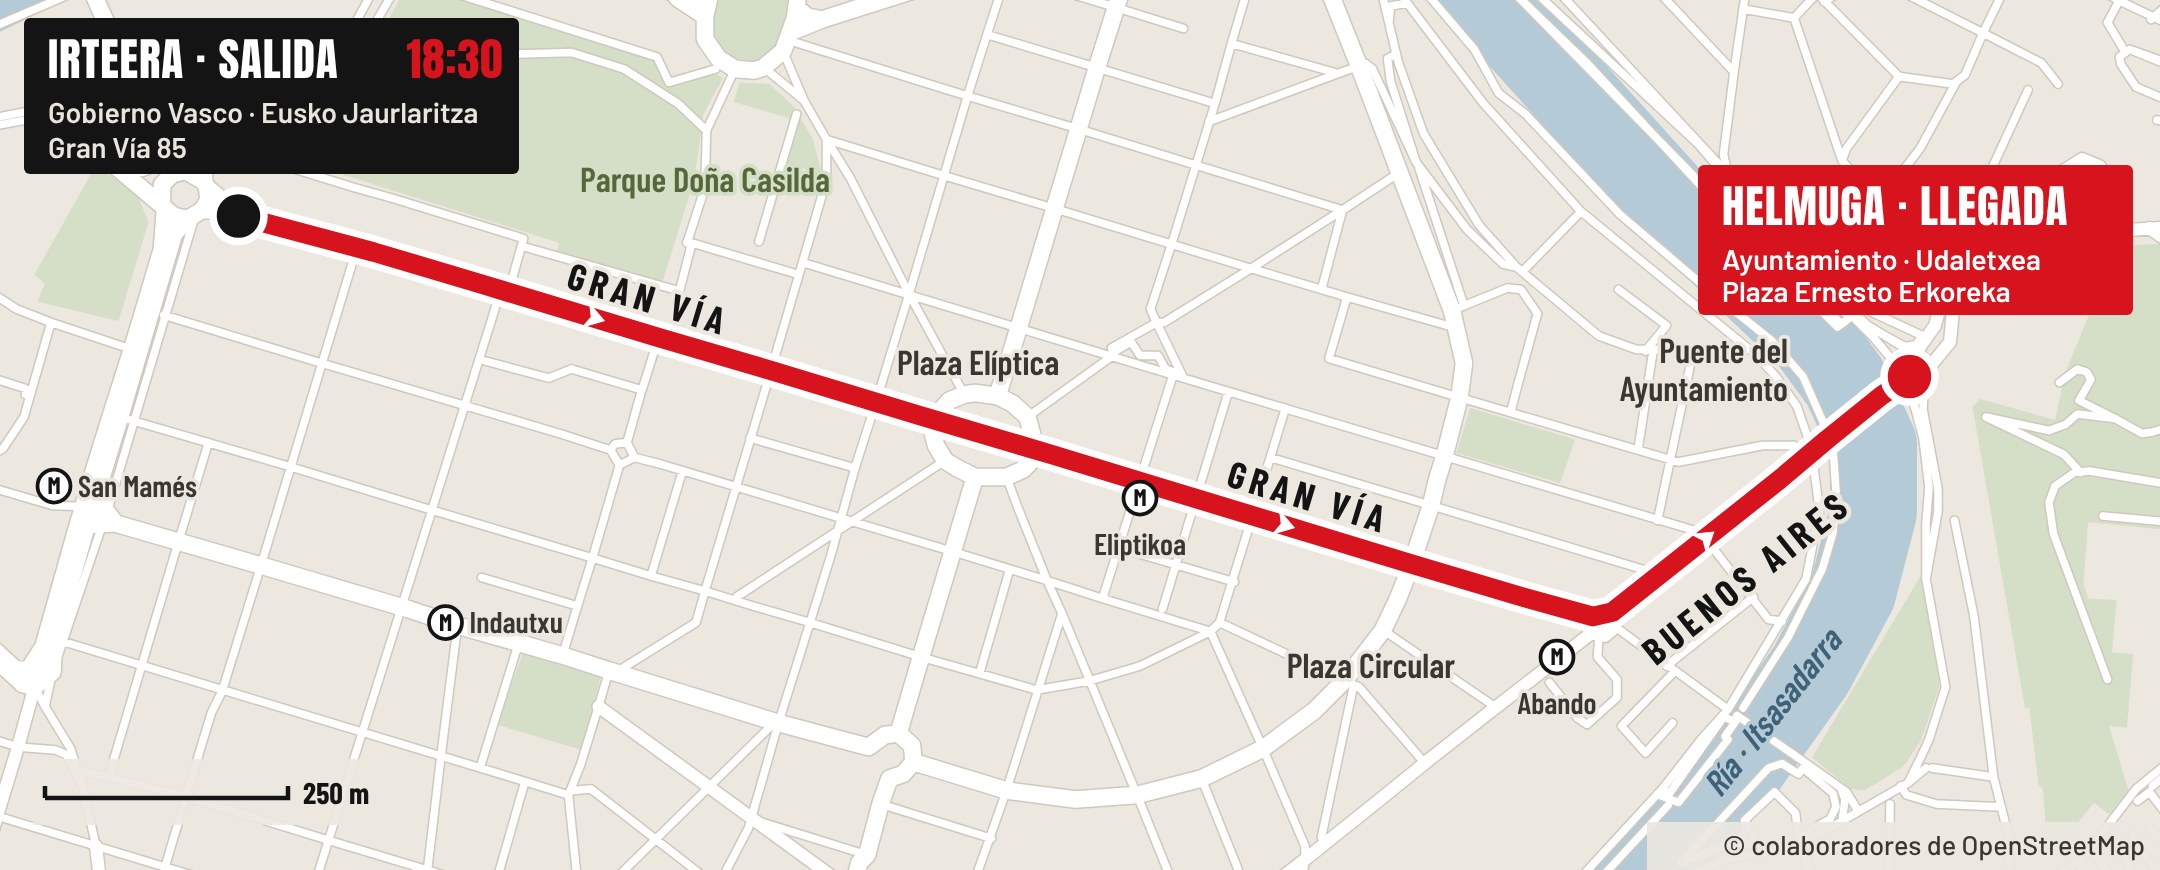 IRTEERA · SALIDA 18:30
Gobierno Vasco · Eusko Jaurlaritza
Gran Vía 85
Parque Doña Casilda
HELMUGA · LLEGADA
Ayuntamiento · Udaletxea
Plaza Ernesto Erkoreka
GRAN VÍA
Plaza Elíptica
Puente del
Ayuntamiento
M San Mamés
M
Eliptikoa
GRAN VÍA
BUENOS AIRES
M Indautxu
Plaza Circular
M
Abando
Ría · Itsasadarra
250 m
© colaboradores de OpenStreetMap